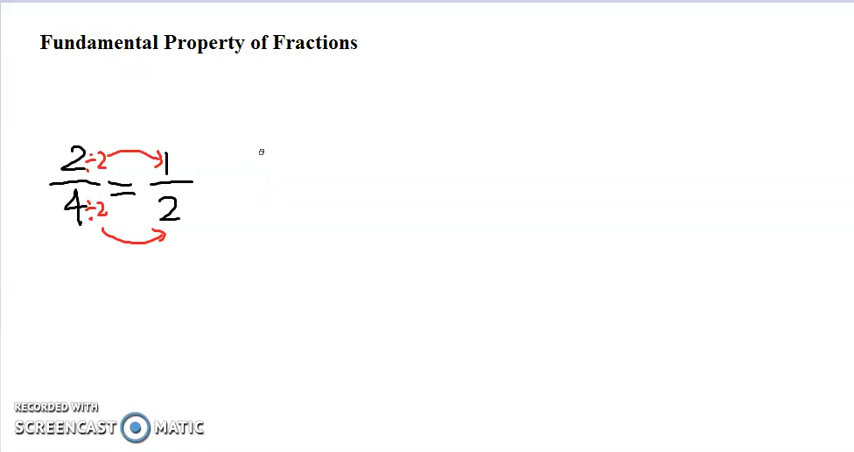 Fundamental Property of Fractions
2÷2 = 1
4÷2 2
RECORDED WITH
SCREENCAST MATIC